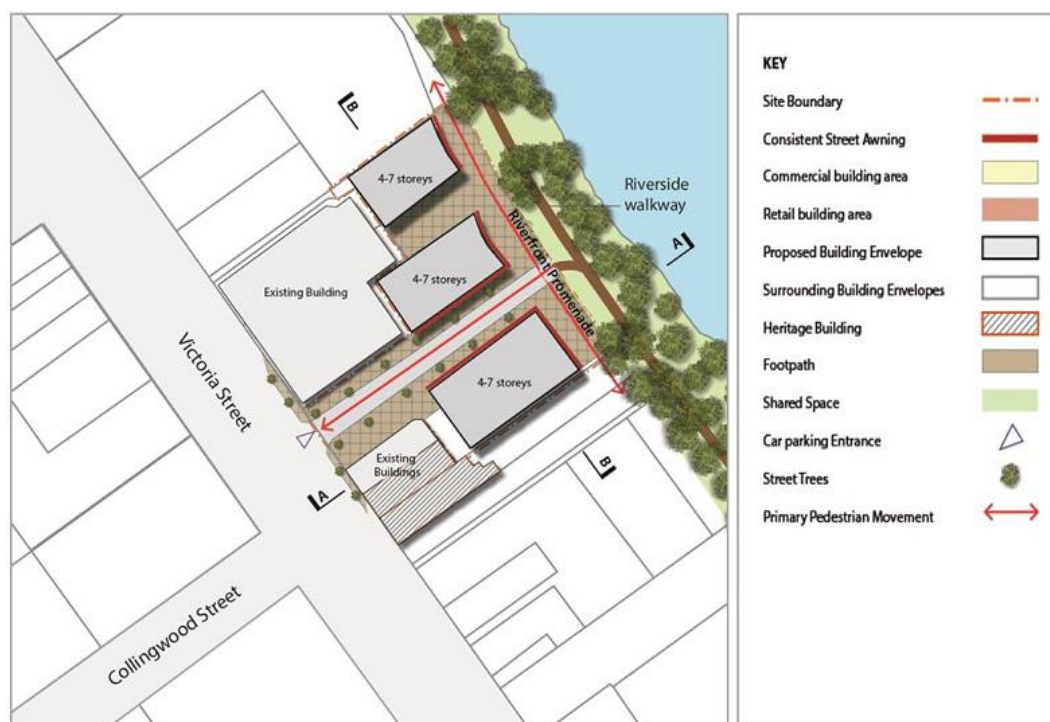 B
4-7 storeys
Riverside
walkway
A
4-7 storeys
Riverfront Promenade
Existing Building
4-7 storeys
Victoria Street
Existing
Buildings
B
A
Collingwood Street
KEY
Site Boundary
Consistent Street Awning
Commercial building area
Retail building area
Proposed Building Envelope
Surrounding Building Envelopes
Heritage Building
Footpath
Shared Space
Car parking Entrance
Street Trees
Primary Pedestrian Movement